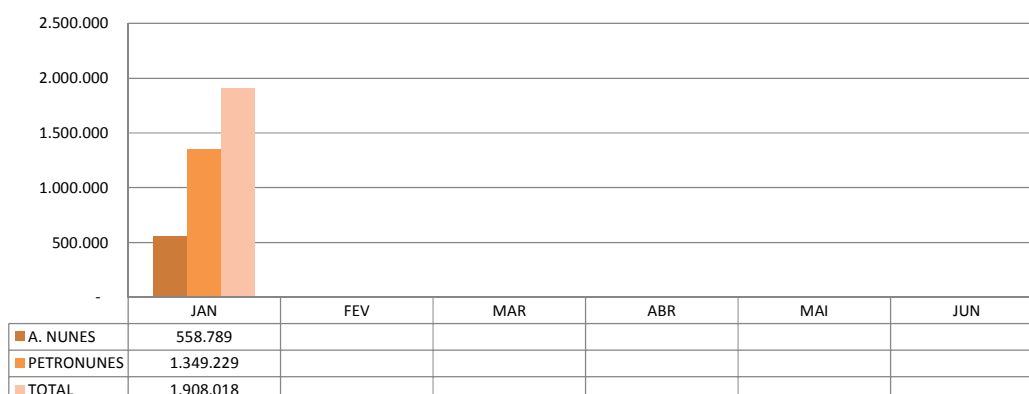 2.500.000
2.000.000
1.500.000
1.000.000
500.000
-
JAN FEV MAR ABR MAI JUN
A. NUNES 558.789
PETRONUNES 1.349.229
TOTAL 1.908.018